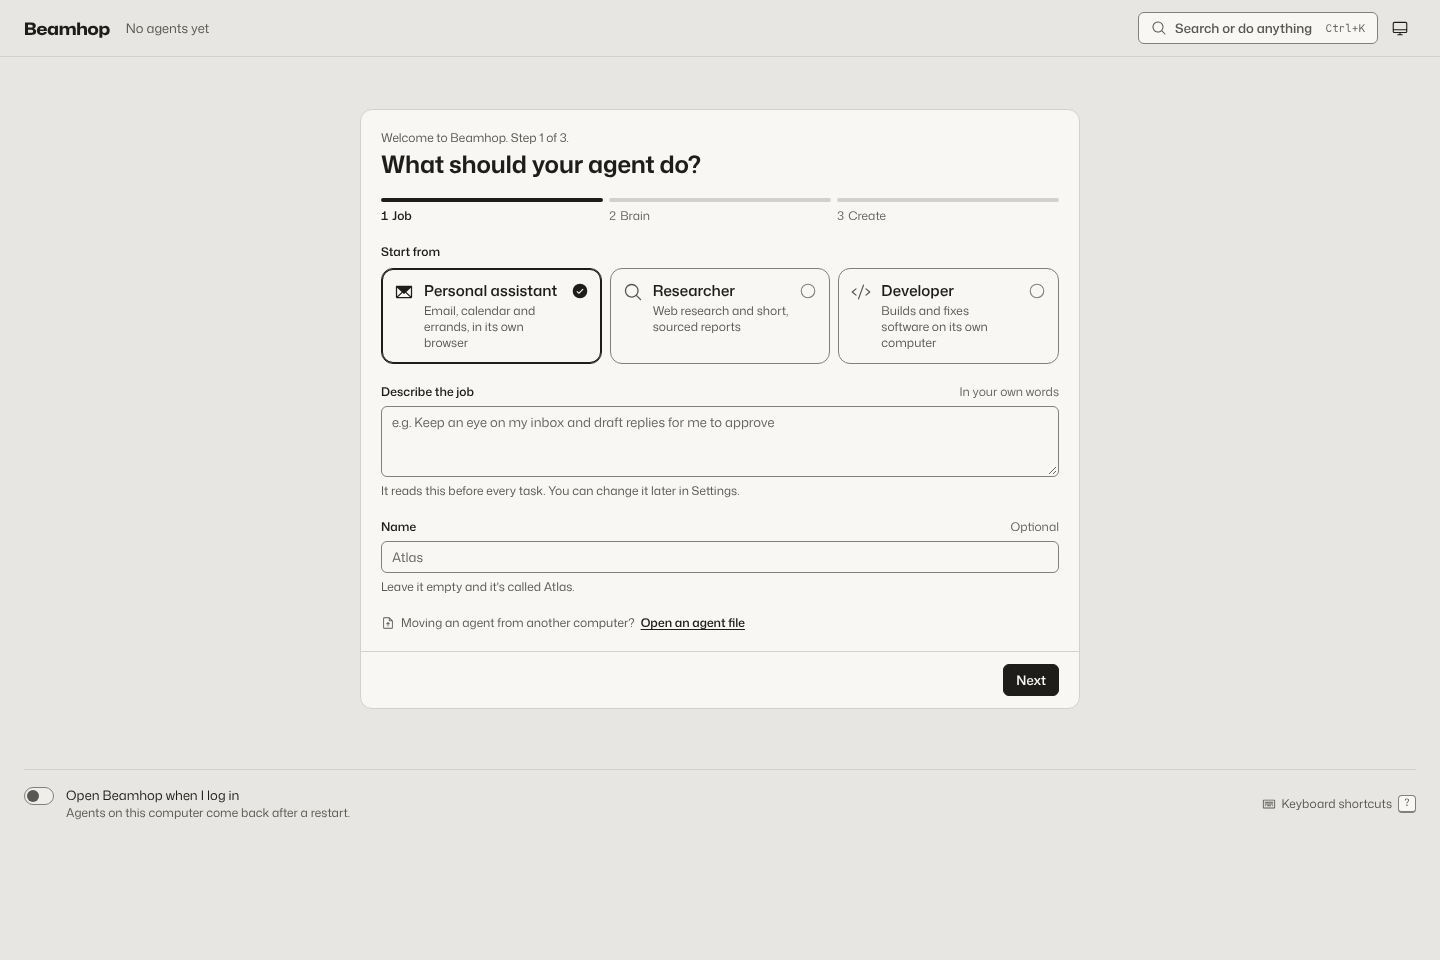 Beamhop
No agents yet
Search or do anything Ctrl+K
Welcome to Beamhop. Step 1 of 3.
What should your agent do?
1 Job
2 Brain
3 Create
Start from
Personal assistant
Email, calendar and
errands, in its own
browser
Researcher
Web research and short,
sourced reports
Developer
Builds and fixes
software on its own
computer
Describe the job
In your own words
e.g. Keep an eye on my inbox and draft replies for me to approve
It reads this before every task. You can change it later in Settings.
Name
Optional
Atlas
Leave it empty and it's called Atlas.
Moving an agent from another computer? Open an agent file
Next
Open Beamhop when I log in
Agents on this computer come back after a restart.
Keyboard shortcuts ?